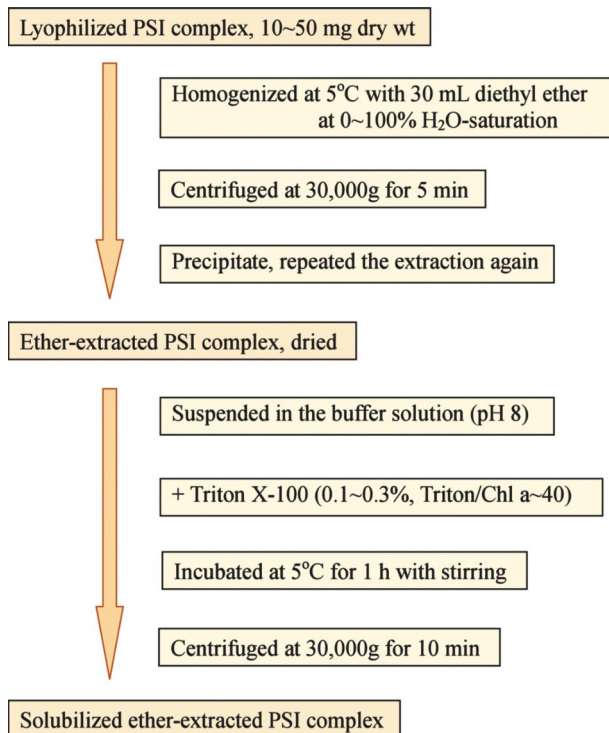 Lyophilized PSI complex, 10~50 mg dry wt
Homogenized at 5°C with 30 mL diethyl ether
at 0~100% H₂O-saturation
Centrifuged at 30,000g for 5 min
Precipitate, repeated the extraction again
Ether-extracted PSI complex, dried
Suspended in the buffer solution (pH 8)
+ Triton X-100 (0.1~0.3%, Triton/Chl a~40)
Incubated at 5°C for 1 h with stirring
Centrifuged at 30,000g for 10 min
Solubilized ether-extracted PSI complex